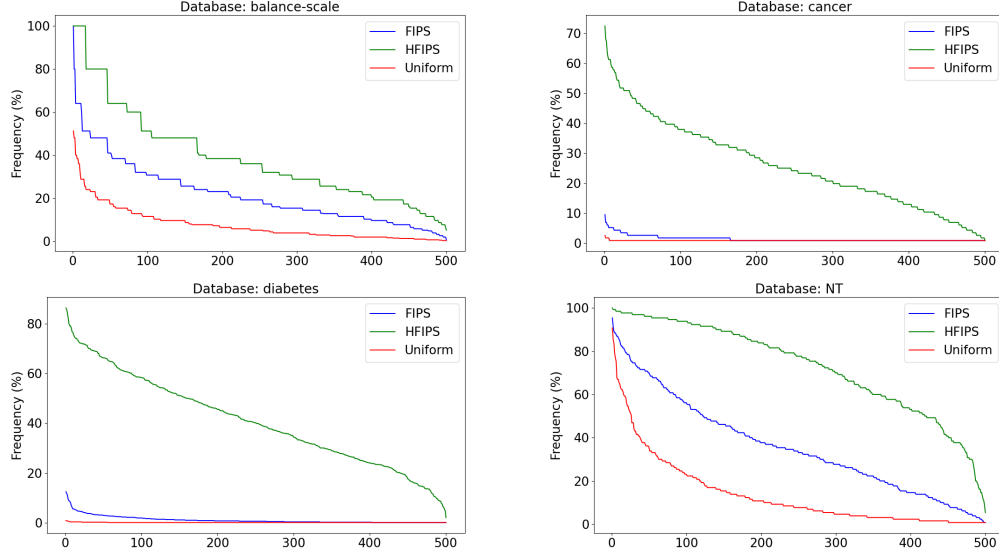 Database: balance-scale
Frequency (%)
100
80
60
40
20
0
0
100
200
300
400
500
FIPS
HFIPS
Uniform
Database: cancer
Frequency (%)
70
60
50
40
30
20
10
0
0
100
200
300
400
500
FIPS
HFIPS
Uniform
Database: diabetes
Frequency (%)
80
60
40
20
0
0
100
200
300
400
500
FIPS
HFIPS
Uniform
Database: NT
Frequency (%)
100
80
60
40
20
0
0
100
200
300
400
500
FIPS
HFIPS
Uniform